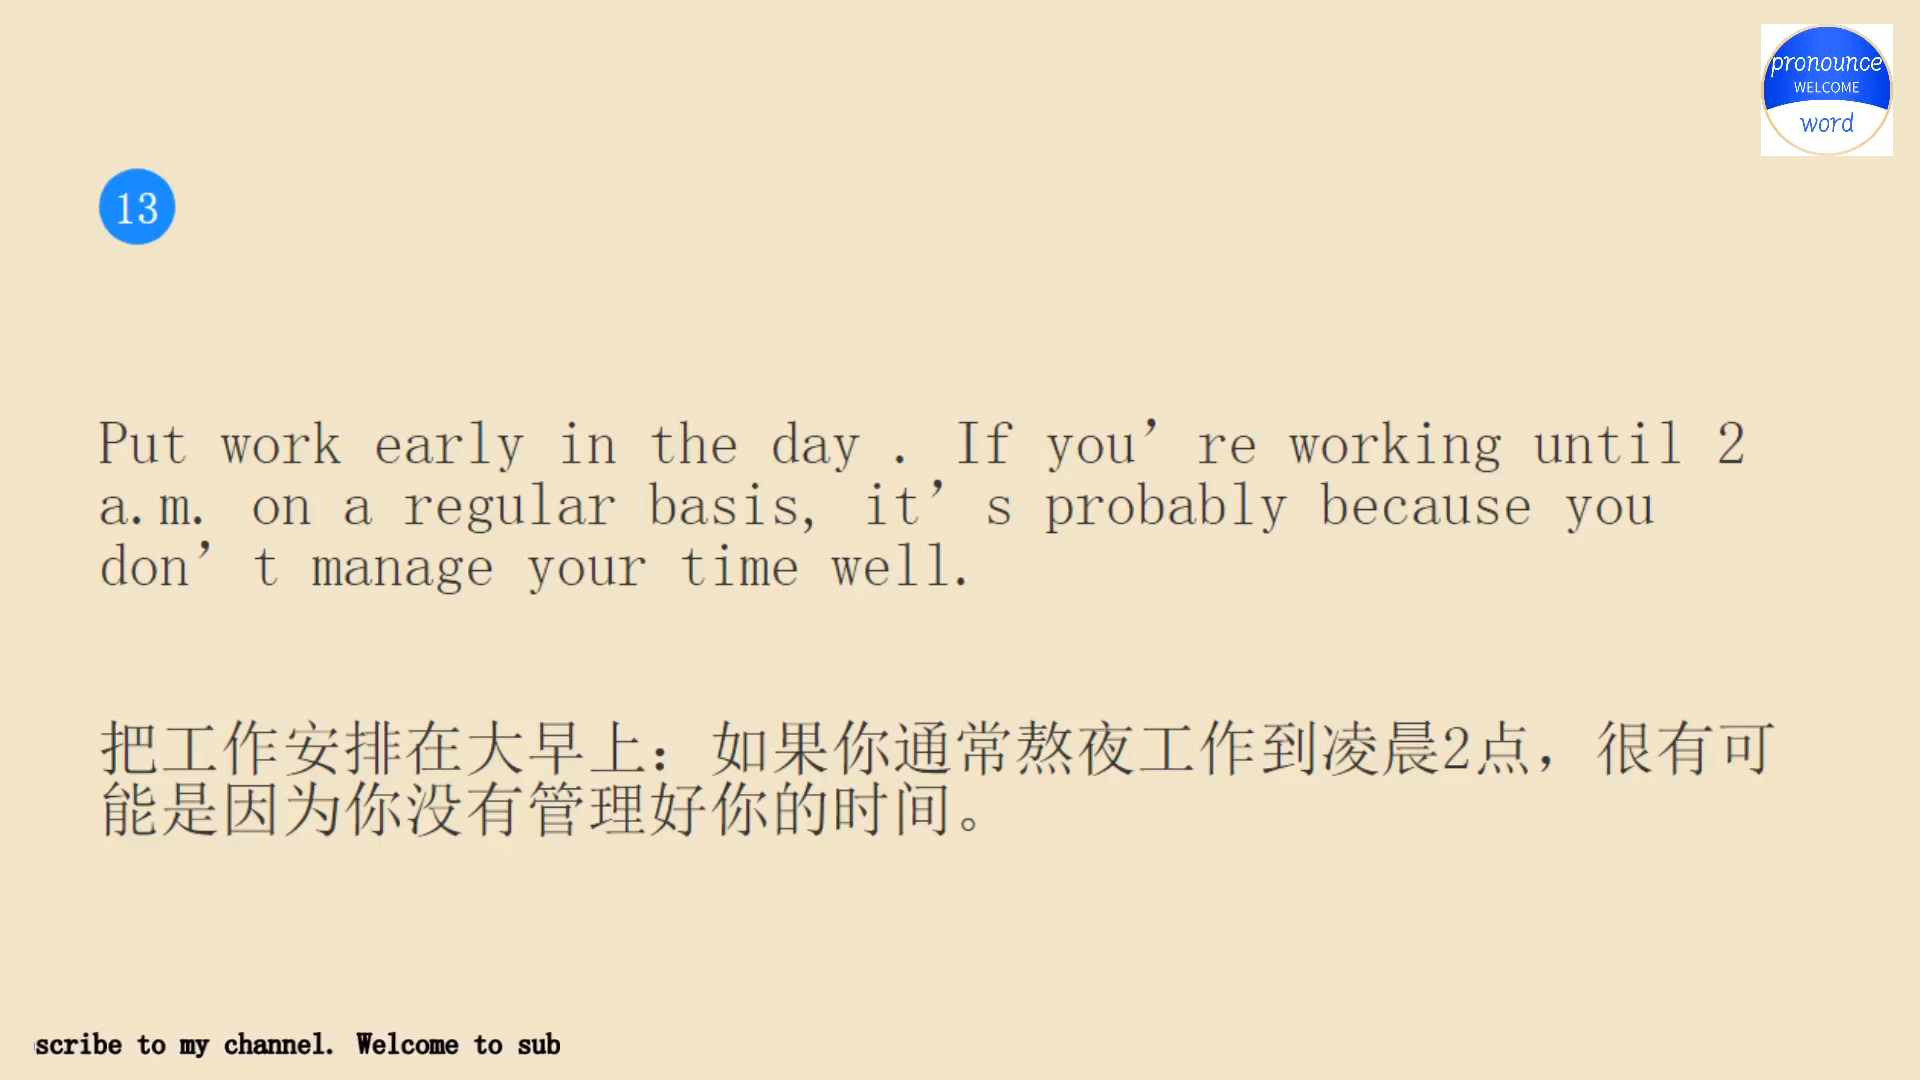 pronounce
WELCOME
word
13
Put work early in the day . If you’re working until 2
a.m. on a regular basis, it’s probably because you
don’t manage your time well.
把工作安排在大早上：如果你通常熬夜工作到凌晨2点，很有可
能是因为你没有管理好你的时间。
scribe to my channel. Welcome to sub